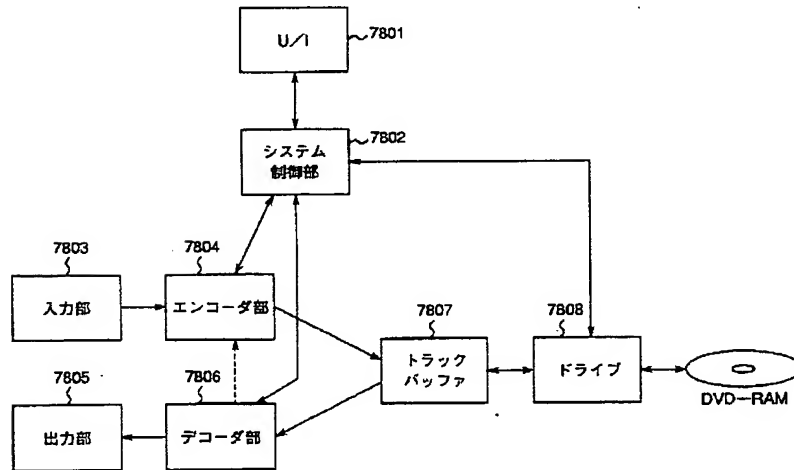 U/I
7801
システム
制御部
7802
7803
入力部
7804
エンコーダ部
7805
出力部
7806
デコーダ部
7807
トラック
バッファ
7808
ドライブ
DVD-RAM